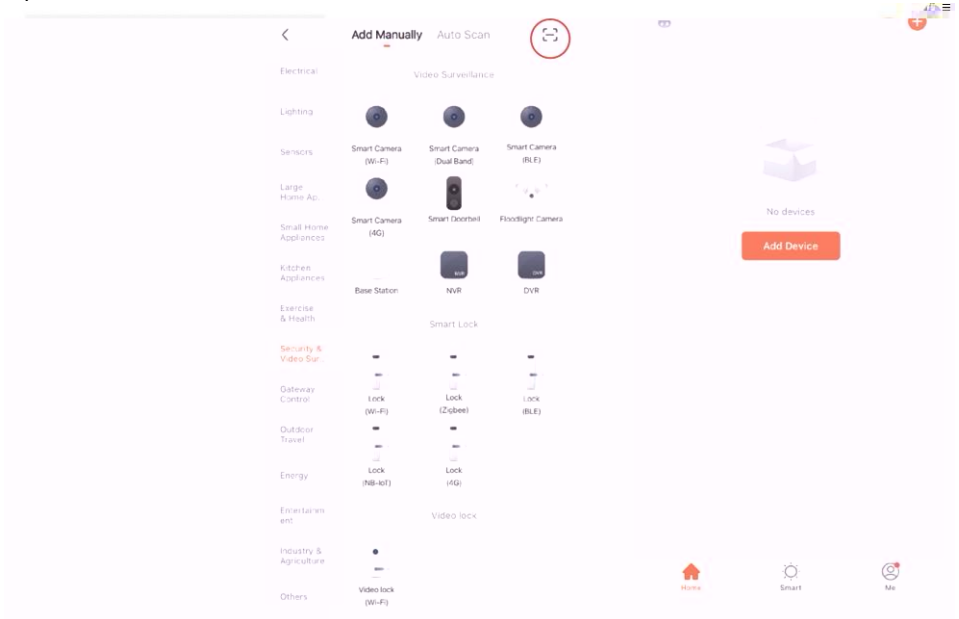 Add Manually Auto Scan
Electrical
Video Surveillance
Lighting
Sensors
Smart Camera
(Wi-Fi)
Smart Camera
(Dual Band)
Smart Camera
(BLE)
Large
Home Ap..
Small Home
Appliances
Smart Camera
(4G)
Smart Doorbell
Floodlight Camera
Kitchen
Appliances
NVR
DVR
Base Station
NVR
DVR
Exercise
& Health
Smart Lock
Security &
Video Sur..
Gateway
Control
Lock
(Wi-Fi)
Lock
(Zigbee)
Lock
(BLE)
Outdoor
Travel
Energy
Lock
(NB-IoT)
Lock
(4G)
Entertainm
ent
Video lock
Industry &
Agriculture
Others
Video lock
(Wi-Fi)
No devices
Add Device
Home
Smart
Me